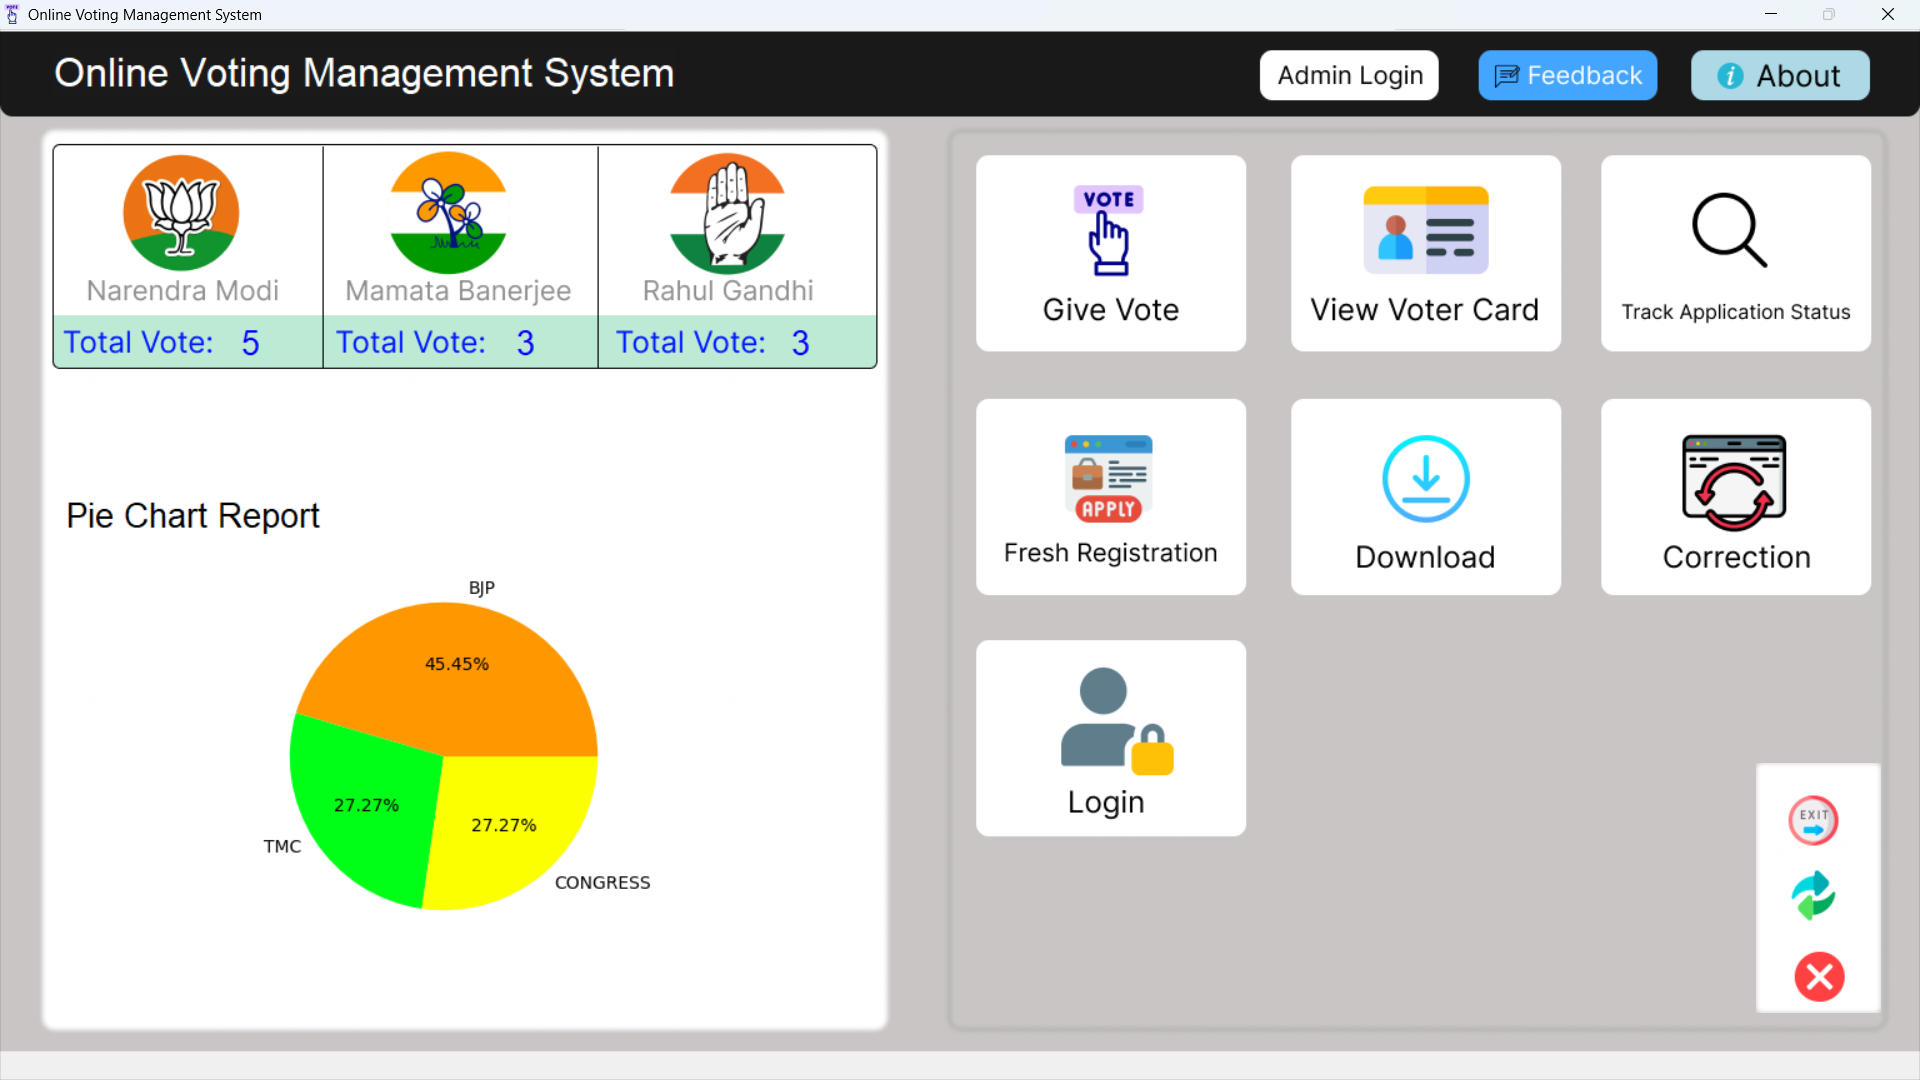 Online Voting Management System
Online Voting Management System
Admin Login
Feedback
i About
Narendra Modi
Mamata Banerjee
Rahul Gandhi
Total Vote: 5
Total Vote: 3
Total Vote: 3
Pie Chart Report
BJP
45.45%
27.27%
27.27%
TMC
CONGRESS
VOTE
Give Vote
View Voter Card
Track Application Status
APPLY
Fresh Registration
Download
Correction
Login
EXIT